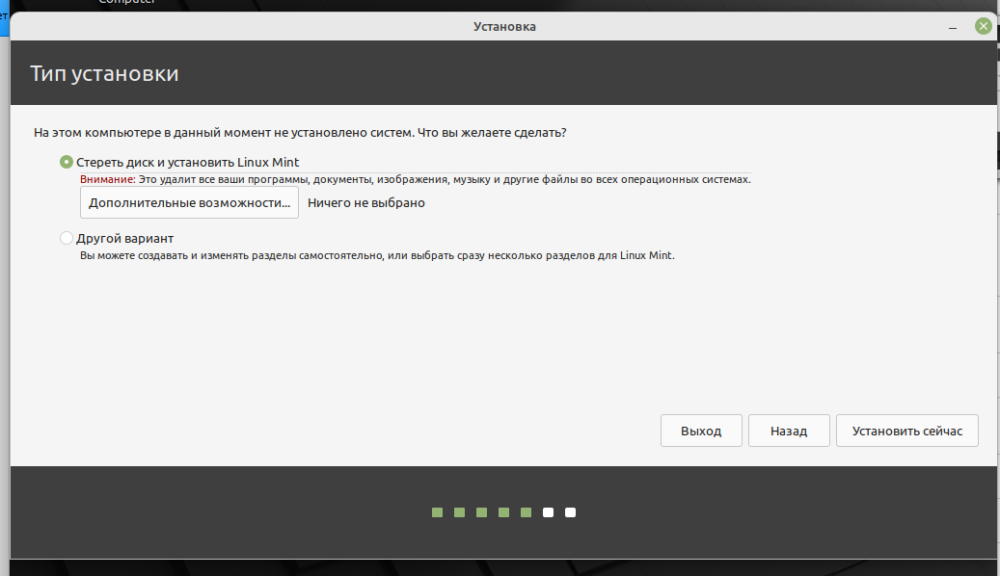 Computer
ет
Установка
Тип установки
На этом компьютере в данный момент не установлено систем. Что вы желаете сделать?
Стереть диск и установить Linux Mint
Внимание: Это удалит все ваши программы, документы, изображения, музыку и другие файлы во всех операционных системах.
Дополнительные возможности... Ничего не выбрано
Другой вариант
Вы можете создавать и изменять разделы самостоятельно, или выбрать сразу несколько разделов для Linux Mint.
Выход Назад Установить сейчас